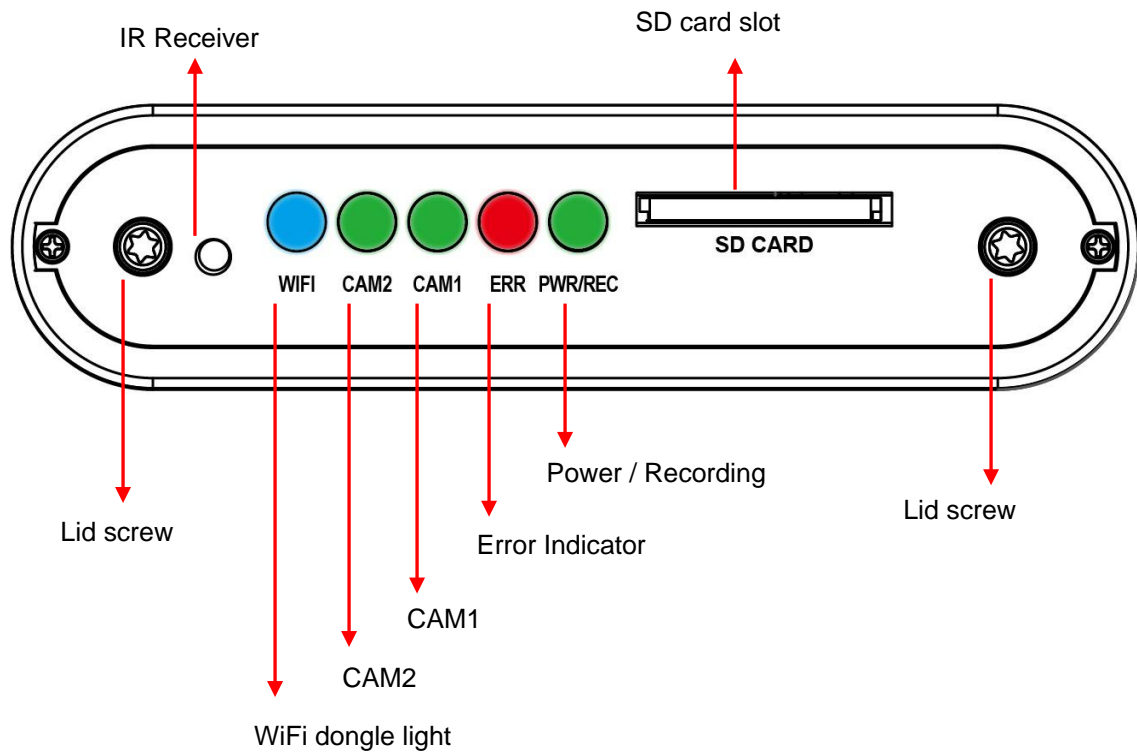 SD card slot
IR Receiver
SD CARD
WIFI CAM2 CAM1 ERR PWR/REC
Power / Recording
Lid screw
Lid screw
Error Indicator
CAM1
CAM2
WiFi dongle light